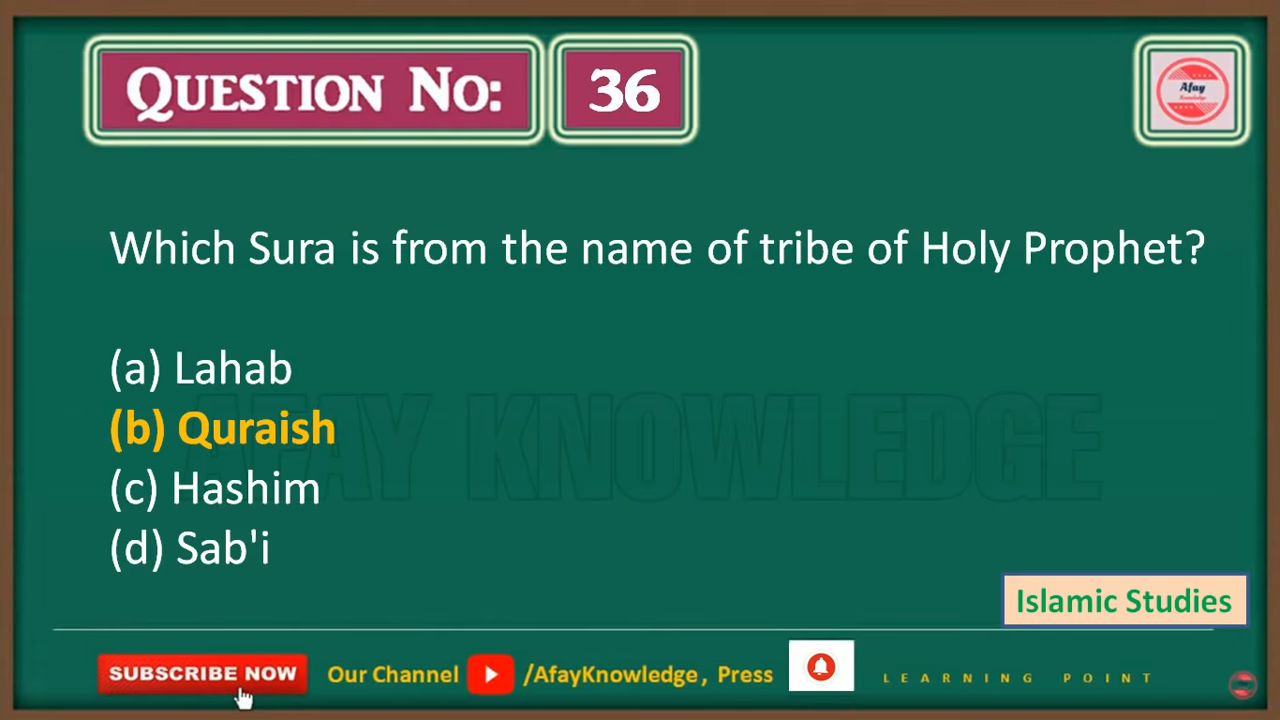 QUESTION NO: 36
Afay
Knowledge
Which Sura is from the name of tribe of Holy Prophet?
(a) Lahab
(b) Quraish
(c) Hashim
(d) Sab'i
AFAY KNOWLEDGE
Islamic Studies
SUBSCRIBE NOW Our Channel /AfayKnowledge, Press LEARNING POINT